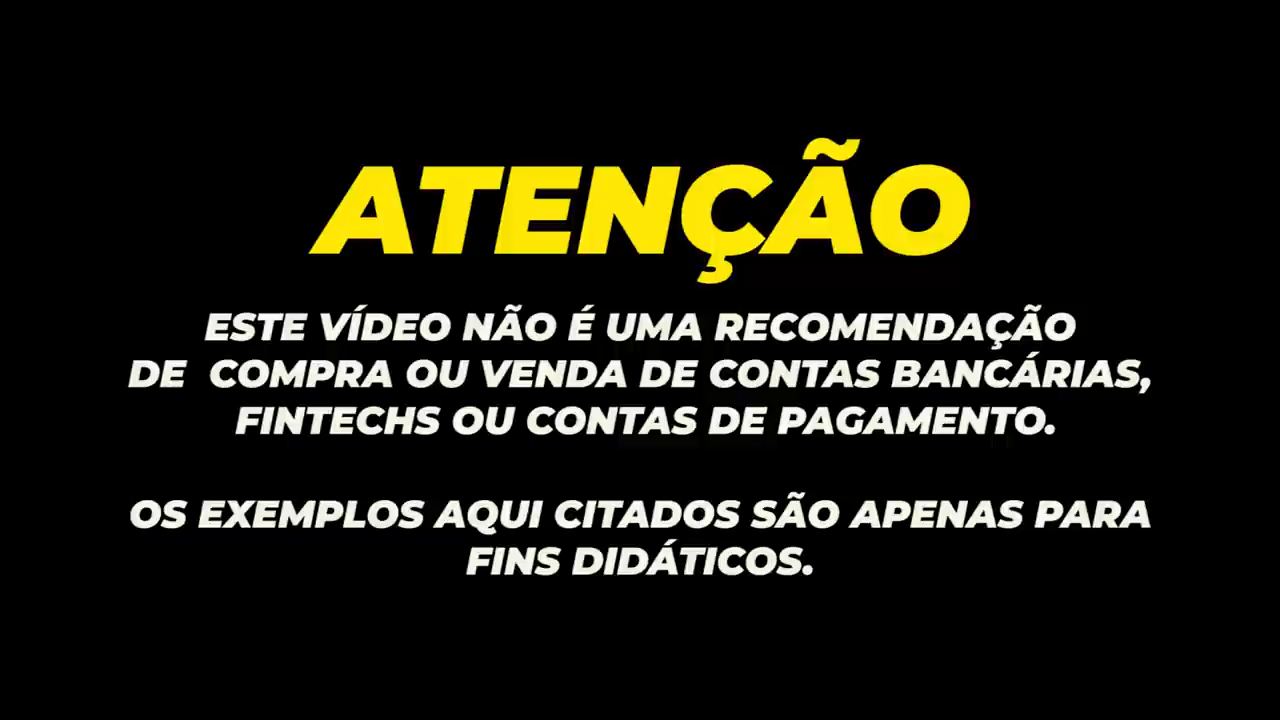 ATENÇÃO
ESTE VÍDEO NÃO É UMA RECOMENDAÇÃO
DE COMPRA OU VENDA DE CONTAS BANCÁRIAS,
FINTECHS OU CONTAS DE PAGAMENTO.
OS EXEMPLOS AQUI CITADOS SÃO APENAS PARA
FINS DIDÁTICOS.